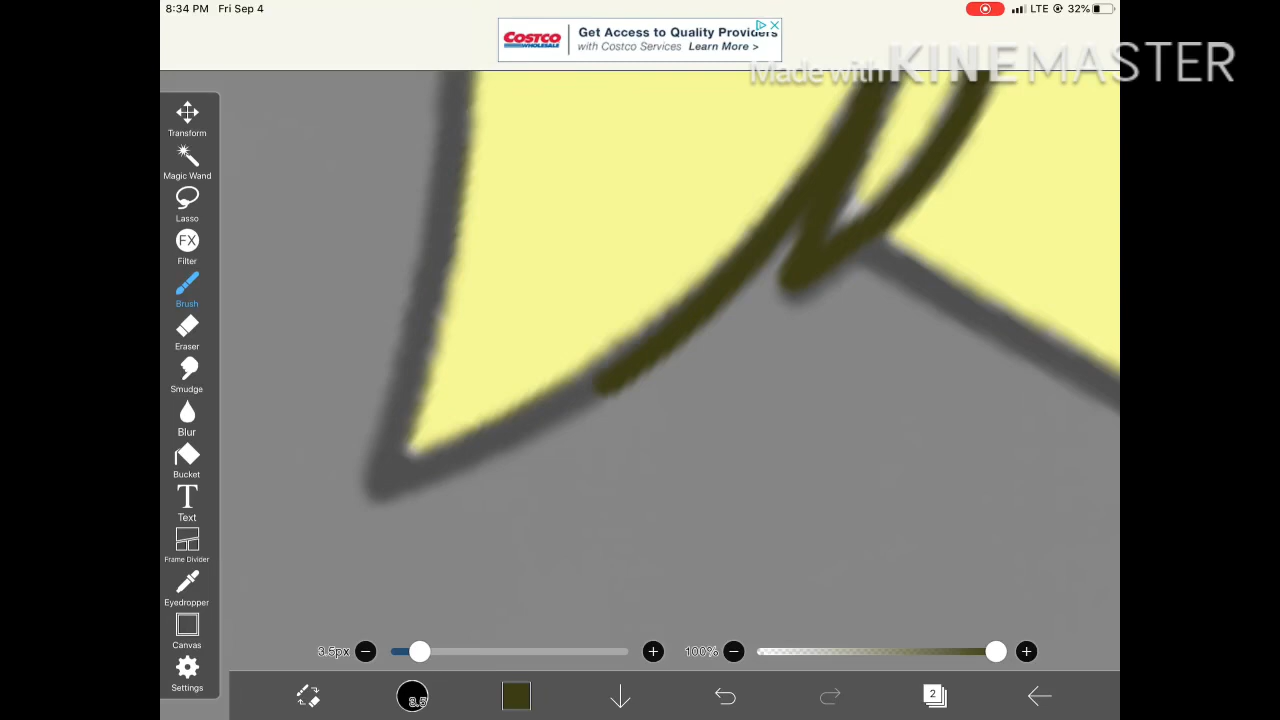 8:34 PM Fri Sep 4
LTE 32%
COSTCO
WHOLESALE
Get Access to Quality Providers
with Costco Services Learn More >
Made with KINEMASTER
Transform
Magic Wand
Lasso
FX
Filter
Brush
Eraser
Smudge
Blur
Bucket
T
Text
Frame Divider
Eyedropper
Canvas
Settings
3.5px
100%
3.5
2